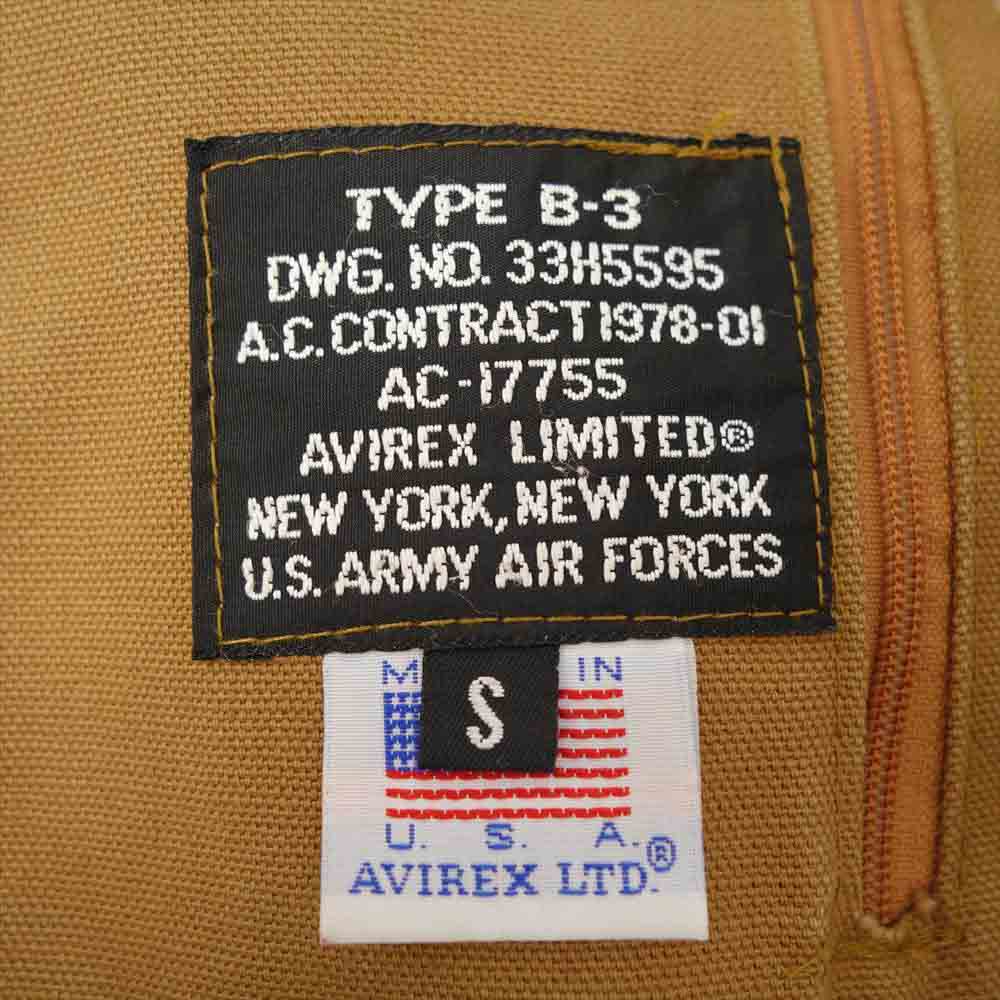 TYPE B-3
DWG. NO. 33H5595
A.C. CONTRACT 1978-01
AC-17755
AVIREX LIMITED®
NEW YORK, NEW YORK
U.S. ARMY AIR FORCES
M IN
S
U. S. A.
AVIREX LTD.®